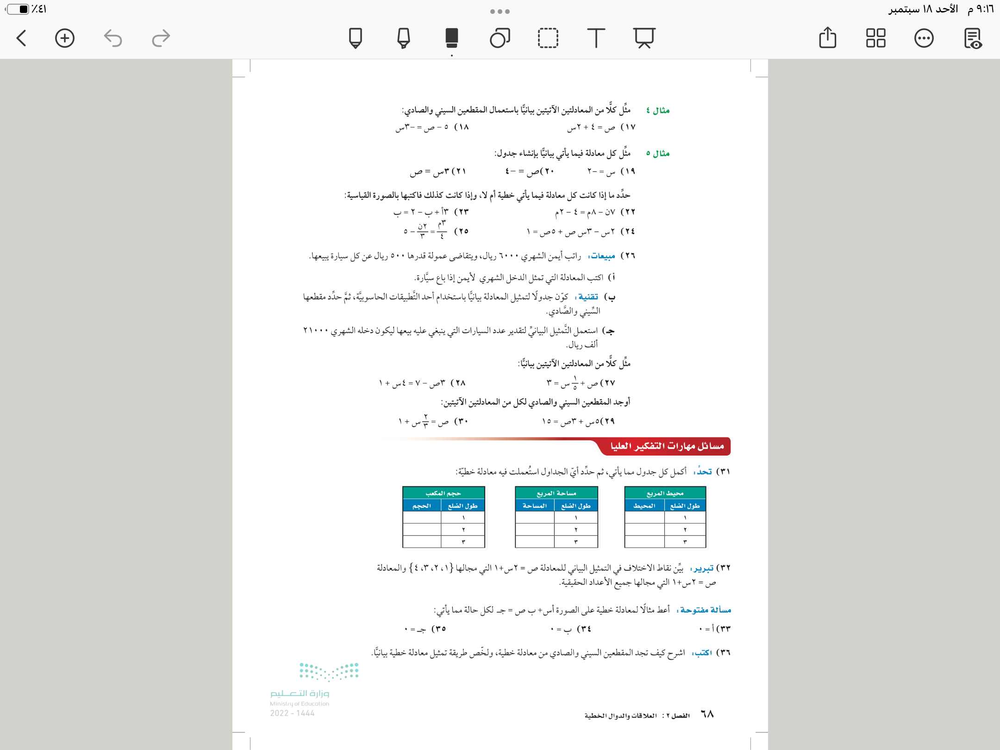 ٩:١٦ م الأحد ١٨ سبتمبر
٪٤١
مثال ٤ مثِّل كلًّا من المعادلتين الآتيتين بيانيًّا باستعمال المقطعين السيني والصادي:
١٧) ص = ٤ + ٢س ١٨) ٥ − ص = −٣س
مثال ٥ مثِّل كل معادلة فيما يأتي بيانيًّا بإنشاء جدول:
١٩) س = −٢ ٢٠) ص = −٤ ٢١) ٣س = ص
حدِّد ما إذا كانت كل معادلة فيما يأتي خطية أم لا، وإذا كانت كذلك فاكتبها بالصورة القياسية:
٢٢) ٧ن − ٨م = ٤ − ٢م ٢٣) ٣أ + ب − ٢ = ب
٢٤) ٢س − ٣س ص + ٥ص = ١ ٢٥) ٣م/٤ = ٢ن/٣ − ٥
٢٦) مبيعات: راتب أيمن الشهري ٦٠٠٠ ريال، ويتقاضى عمولة قدرها ٥٠٠ ريال عن كل سيارة يبيعها.
أ) اكتب المعادلة التي تمثل الدخل الشهري لأيمن إذا باع سيَّارة.
ب) تقنية: كوّن جدولًا لتمثيل المعادلة بيانيًّا باستخدام أحد التَّطبيقات الحاسوبيَّة، ثمَّ حدِّد مقطعها
السِّيني والصَّادي.
جـ) استعمل التَّمثيل البيانيَّ لتقدير عدد السيارات التي ينبغي عليه بيعها ليكون دخله الشهري ٢١٠٠٠
ألف ريال.
مثِّل كلًّا من المعادلتين الآتيتين بيانيًّا:
٢٧) ص + ١/٥ س = ٣ ٢٨) ٣ص − ٧ = ٤س + ١
أوجد المقطعين السيني والصادي لكل من المعادلتين الآتيتين:
٢٩) ٥س + ٣ص = ١٥ ٣٠) ص = ٢/٣ س + ١
مسائل مهارات التفكير العليا
٣١) تحدٍّ: أكمل كل جدول مما يأتي، ثم حدِّد أيّ الجداول استُعملت فيه معادلة خطيّة:
محيط المربع مساحة المربع حجم المكعب
طول الضلع المحيط طول الضلع المساحة طول الضلع الحجم
١ ١ ١
٢ ٢ ٢
٣ ٣ ٣
٣٢) تبرير: بيِّن نقاط الاختلاف في التمثيل البياني للمعادلة ص = ٢س+١ التي مجالها {١، ٢، ٣، ٤} والمعادلة
ص = ٢س+١ التي مجالها جميع الأعداد الحقيقية.
مسألة مفتوحة: أعط مثالًا لمعادلة خطية على الصورة أس+ ب ص = جـ لكل حالة مما يأتي:
٣٣) أ = ٠ ٣٤) ب = ٠ ٣٥) جـ = ٠
٣٦) اكتب: اشرح كيف تجد المقطعين السيني والصادي من معادلة خطية، ولخّص طريقة تمثيل معادلة خطية بيانيًّا.
وزارة التعليم
Ministry of Education
2022 - 1444
٦٨ الفصل ٢ : العلاقات والدوال الخطية